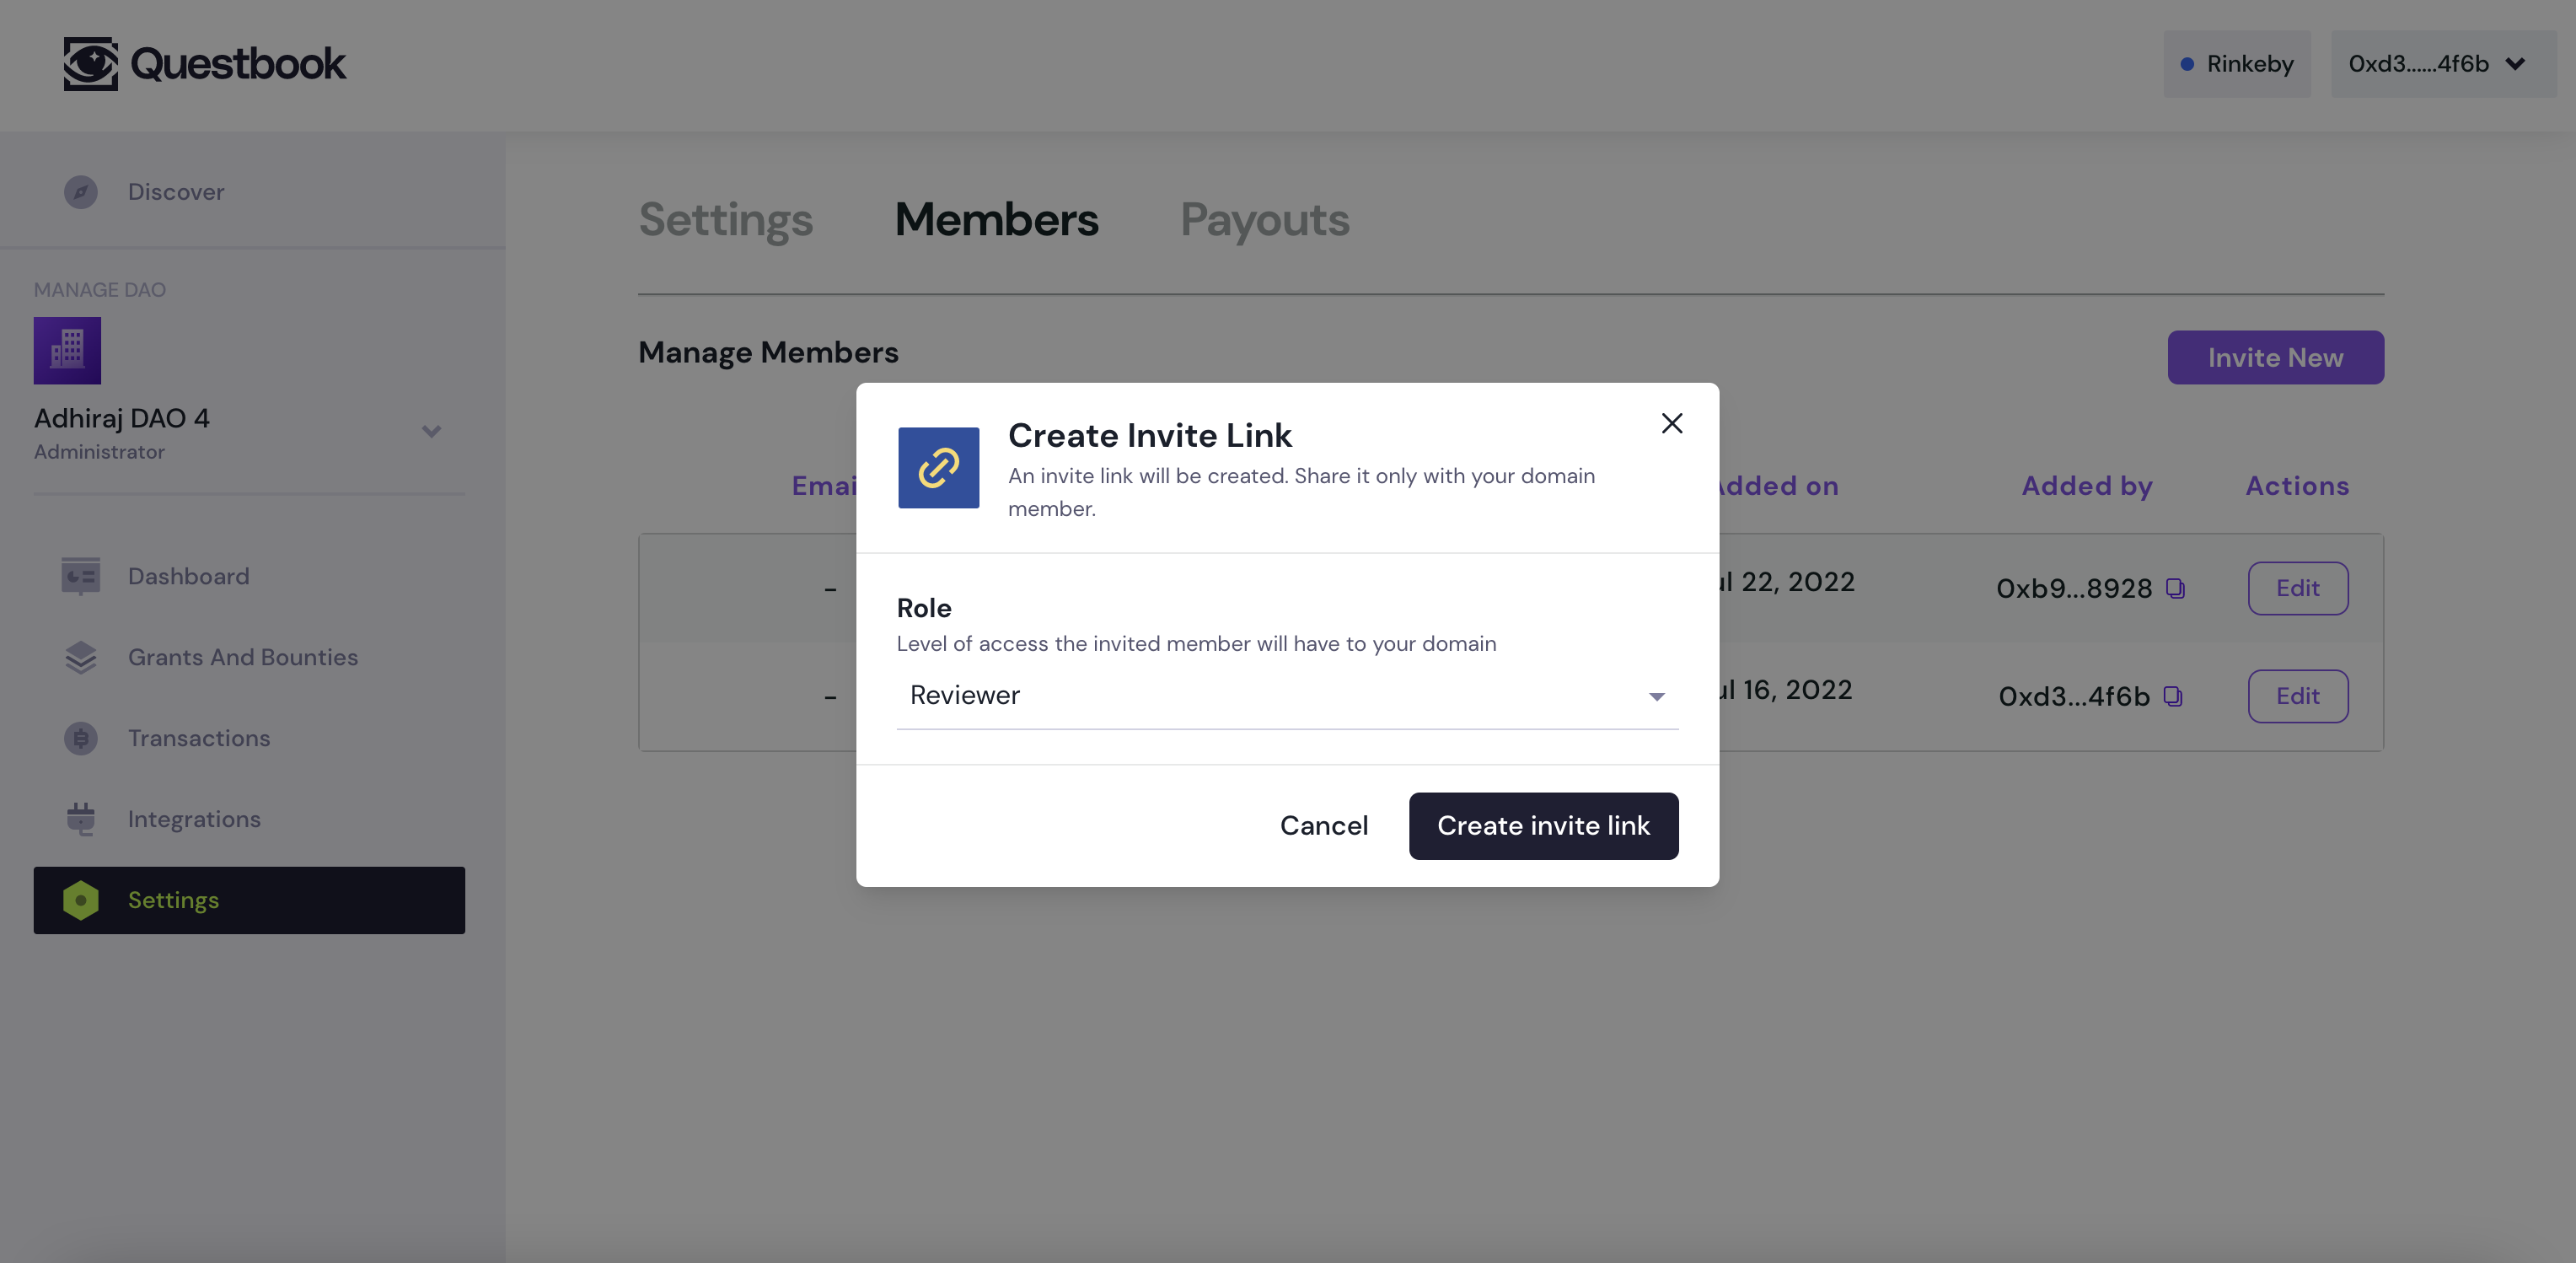 Questbook
Rinkeby
0xd3......4f6b
Discover
MANAGE DAO
Adhiraj DAO 4
Administrator
Dashboard
Grants And Bounties
Transactions
Integrations
Settings
Settings Members Payouts
Manage Members
Invite New
Added by Actions
22, 2022 0xb9...8928 Edit
16, 2022 0xd3...4f6b Edit
Create Invite Link
An invite link will be created. Share it only with your domain
member.
Role
Level of access the invited member will have to your domain
Reviewer
Cancel
Create invite link